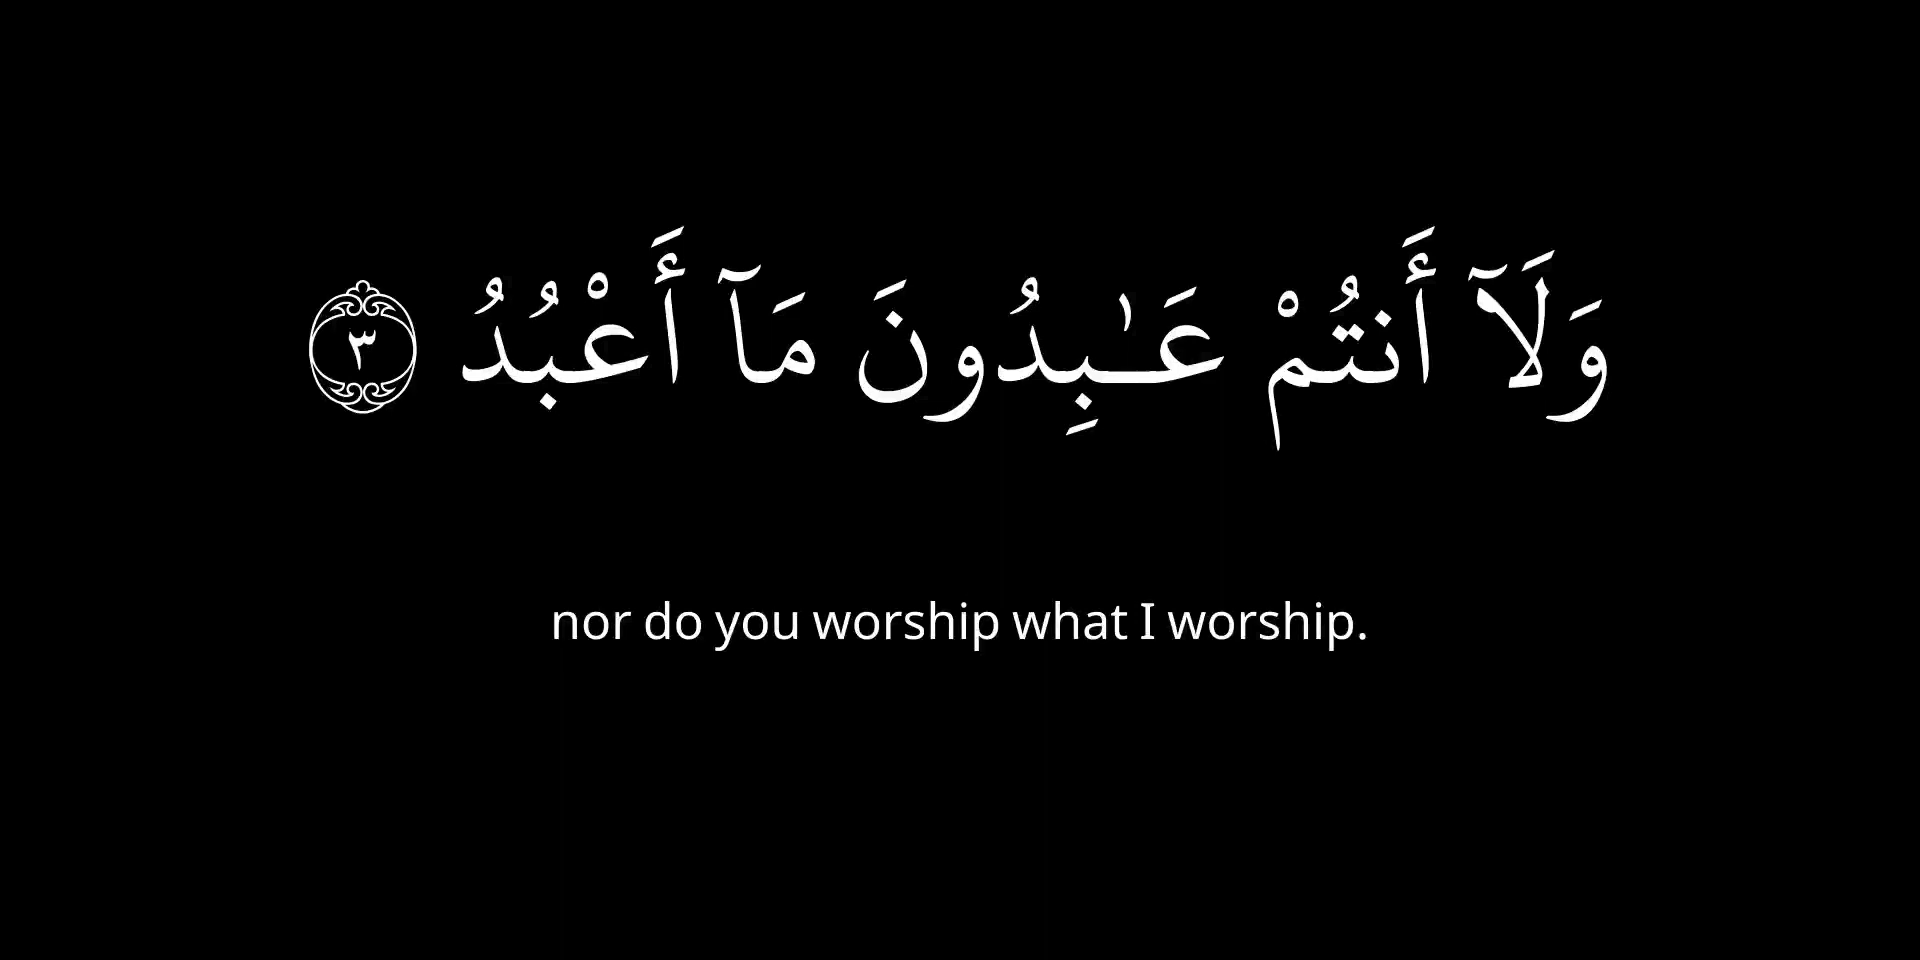 وَلَآ أَنتُمْ عَـٰبِدُونَ مَآ أَعْبُدُ ٣
nor do you worship what I worship.